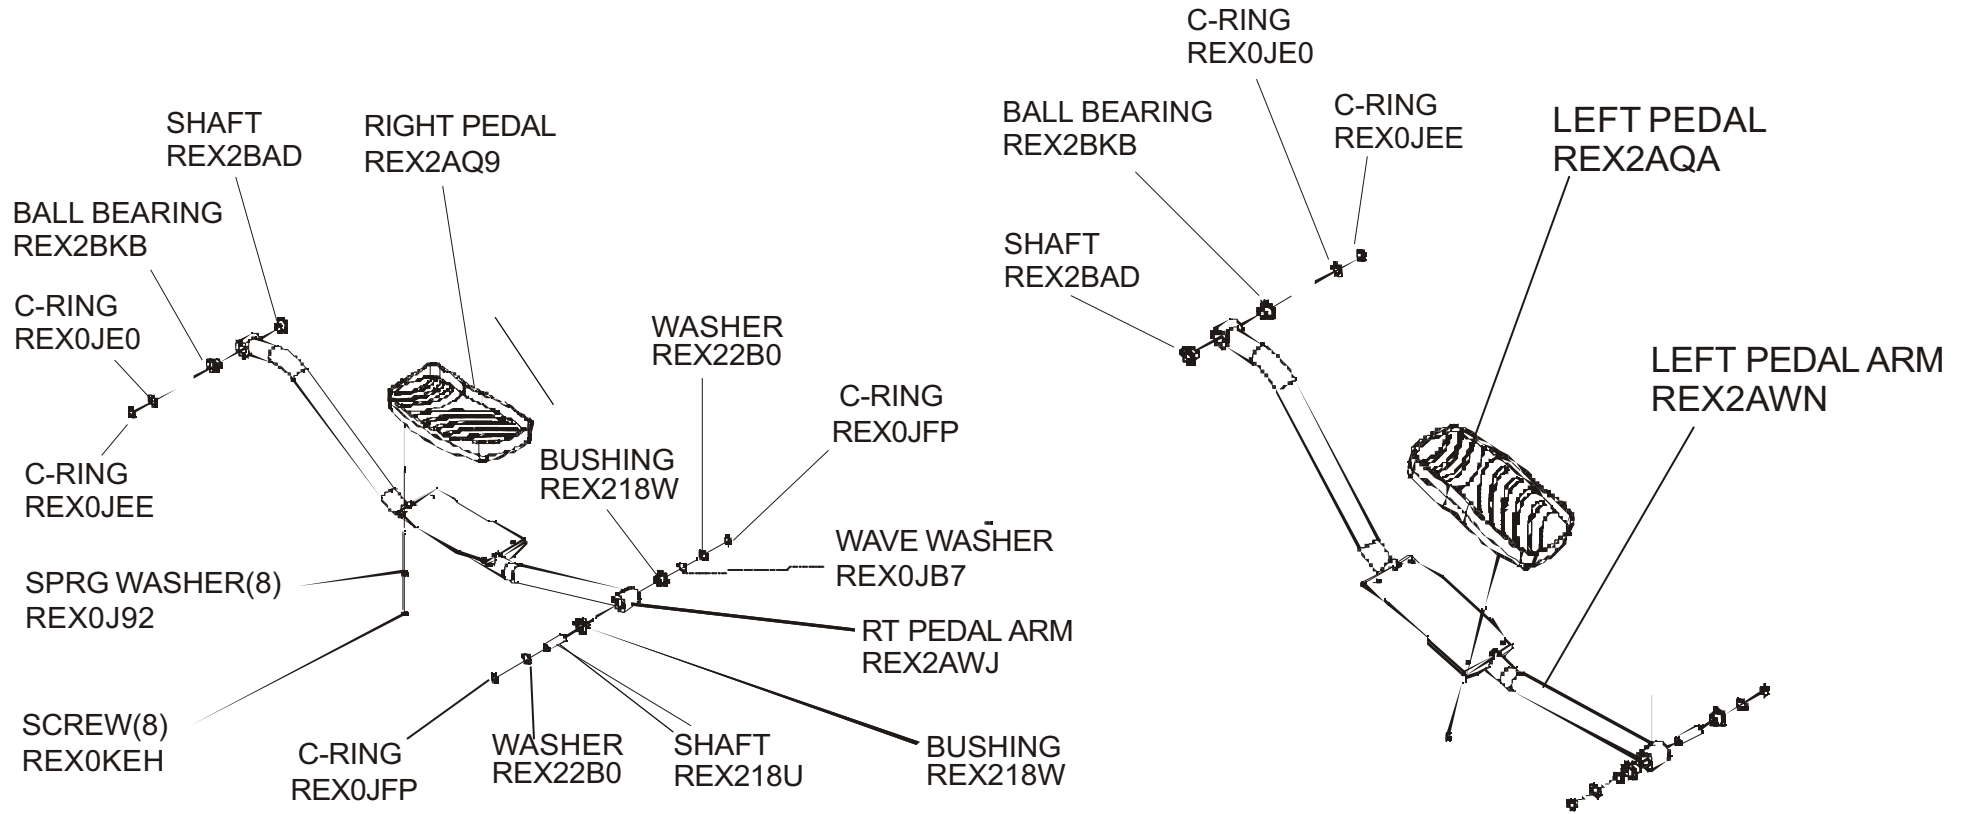 C-RING
REX0JE0
C-RING
REX0JEE
BALL BEARING
REX2BKB
LEFT PEDAL
REX2AQA
SHAFT
REX2BAD
RIGHT PEDAL
REX2AQ9
BALL BEARING
REX2BKB
SHAFT
REX2BAD
C-RING
REX0JE0
WASHER
REX22B0
LEFT PEDAL ARM
REX2AWN
C-RING
REX0JFP
C-RING
REX0JEE
BUSHING
REX218W
WAVE WASHER
REX0JB7
SPRG WASHER(8)
REX0J92
RT PEDAL ARM
REX2AWJ
SCREW(8)
REX0KEH
C-RING
REX0JFP
WASHER
REX22B0
SHAFT
REX218U
BUSHING
REX218W